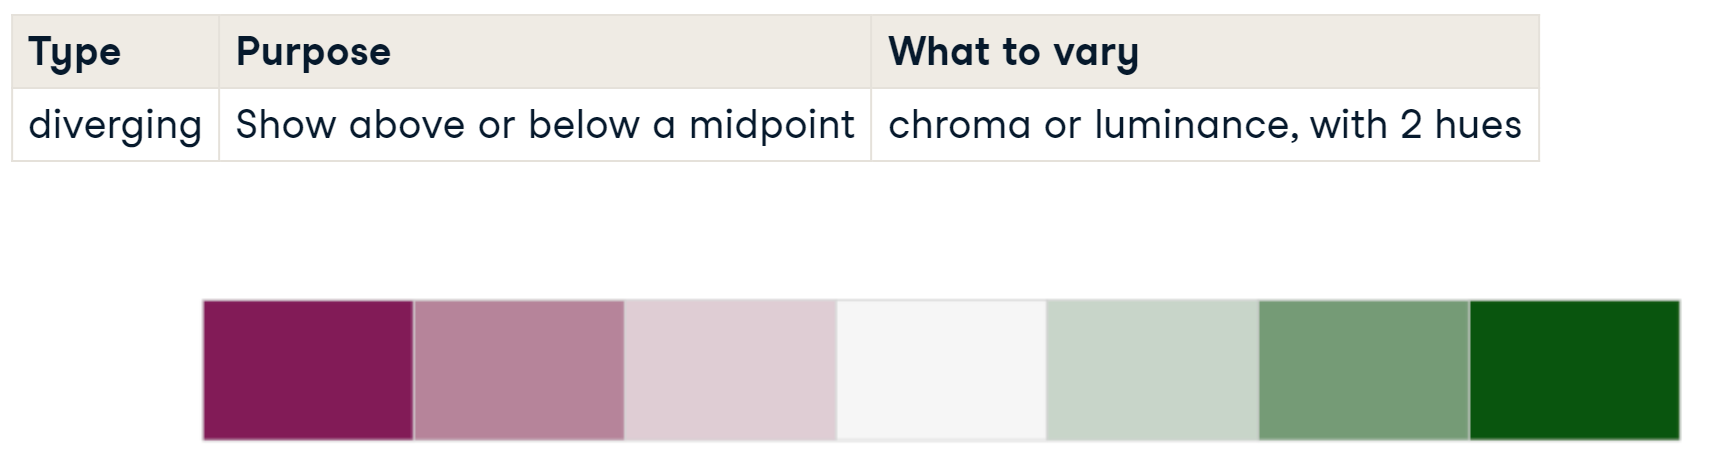 Type Purpose What to vary
diverging Show above or below a midpoint chroma or luminance, with 2 hues